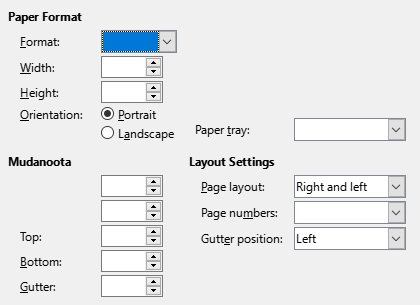 Paper Format
Format:
Width:
Height:
Orientation: Portrait
Landscape
Paper tray:
Mudanoota
Top:
Bottom:
Gutter:
Layout Settings
Page layout: Right and left
Page numbers:
Gutter position: Left